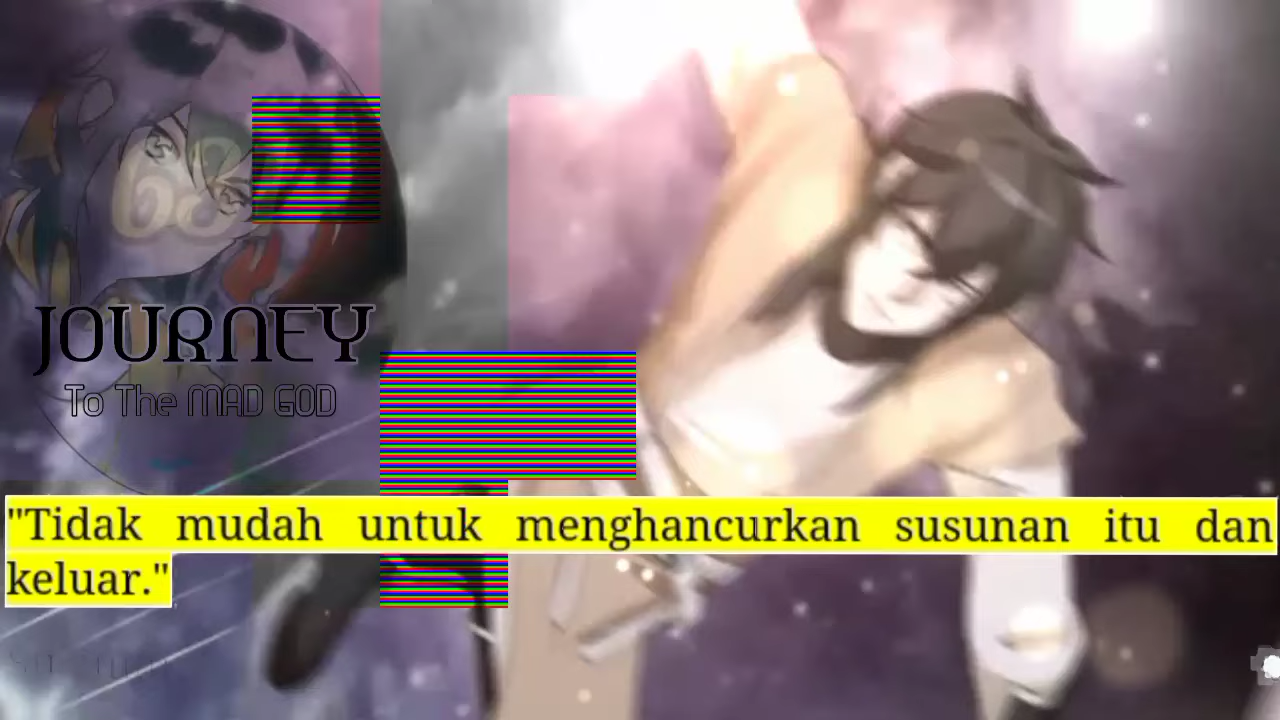 JOURNEY
To The MAD GOD
"Tidak mudah untuk menghancurkan susunan itu dan
keluar."